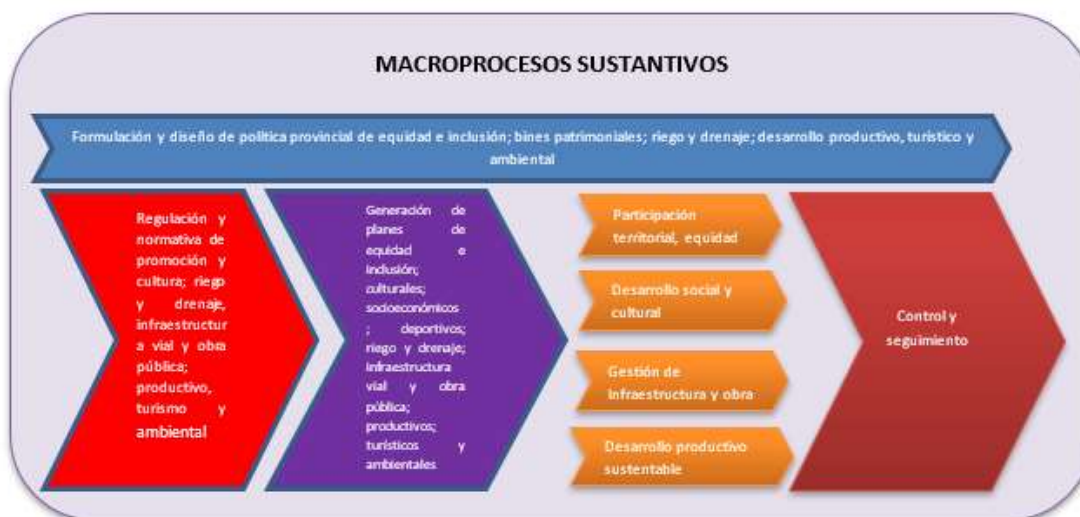 MACROPROCESOS SUSTANTIVOS
Formulación y diseño de política provincial de equidad e inclusión; bines patrimoniales; riego y drenaje; desarrollo productivo, turístico y
ambiental
Regulación y
normativa de
promoción y
cultura; riego
y drenaje,
infraestructur
a vial y obra
pública;
productivo,
turismo y
ambiental
Generación de
planes de
equidad e
inclusión;
culturales;
socioeconómicos
; deportivos;
riego y drenaje;
infraestructura
vial y obra
pública;
productivos;
turísticos y
ambientales
Participación
territorial, equidad
Desarrollo social y
cultural
Gestión de
Infraestructura y obra
Desarrollo productivo
sustentable
Control y
seguimiento